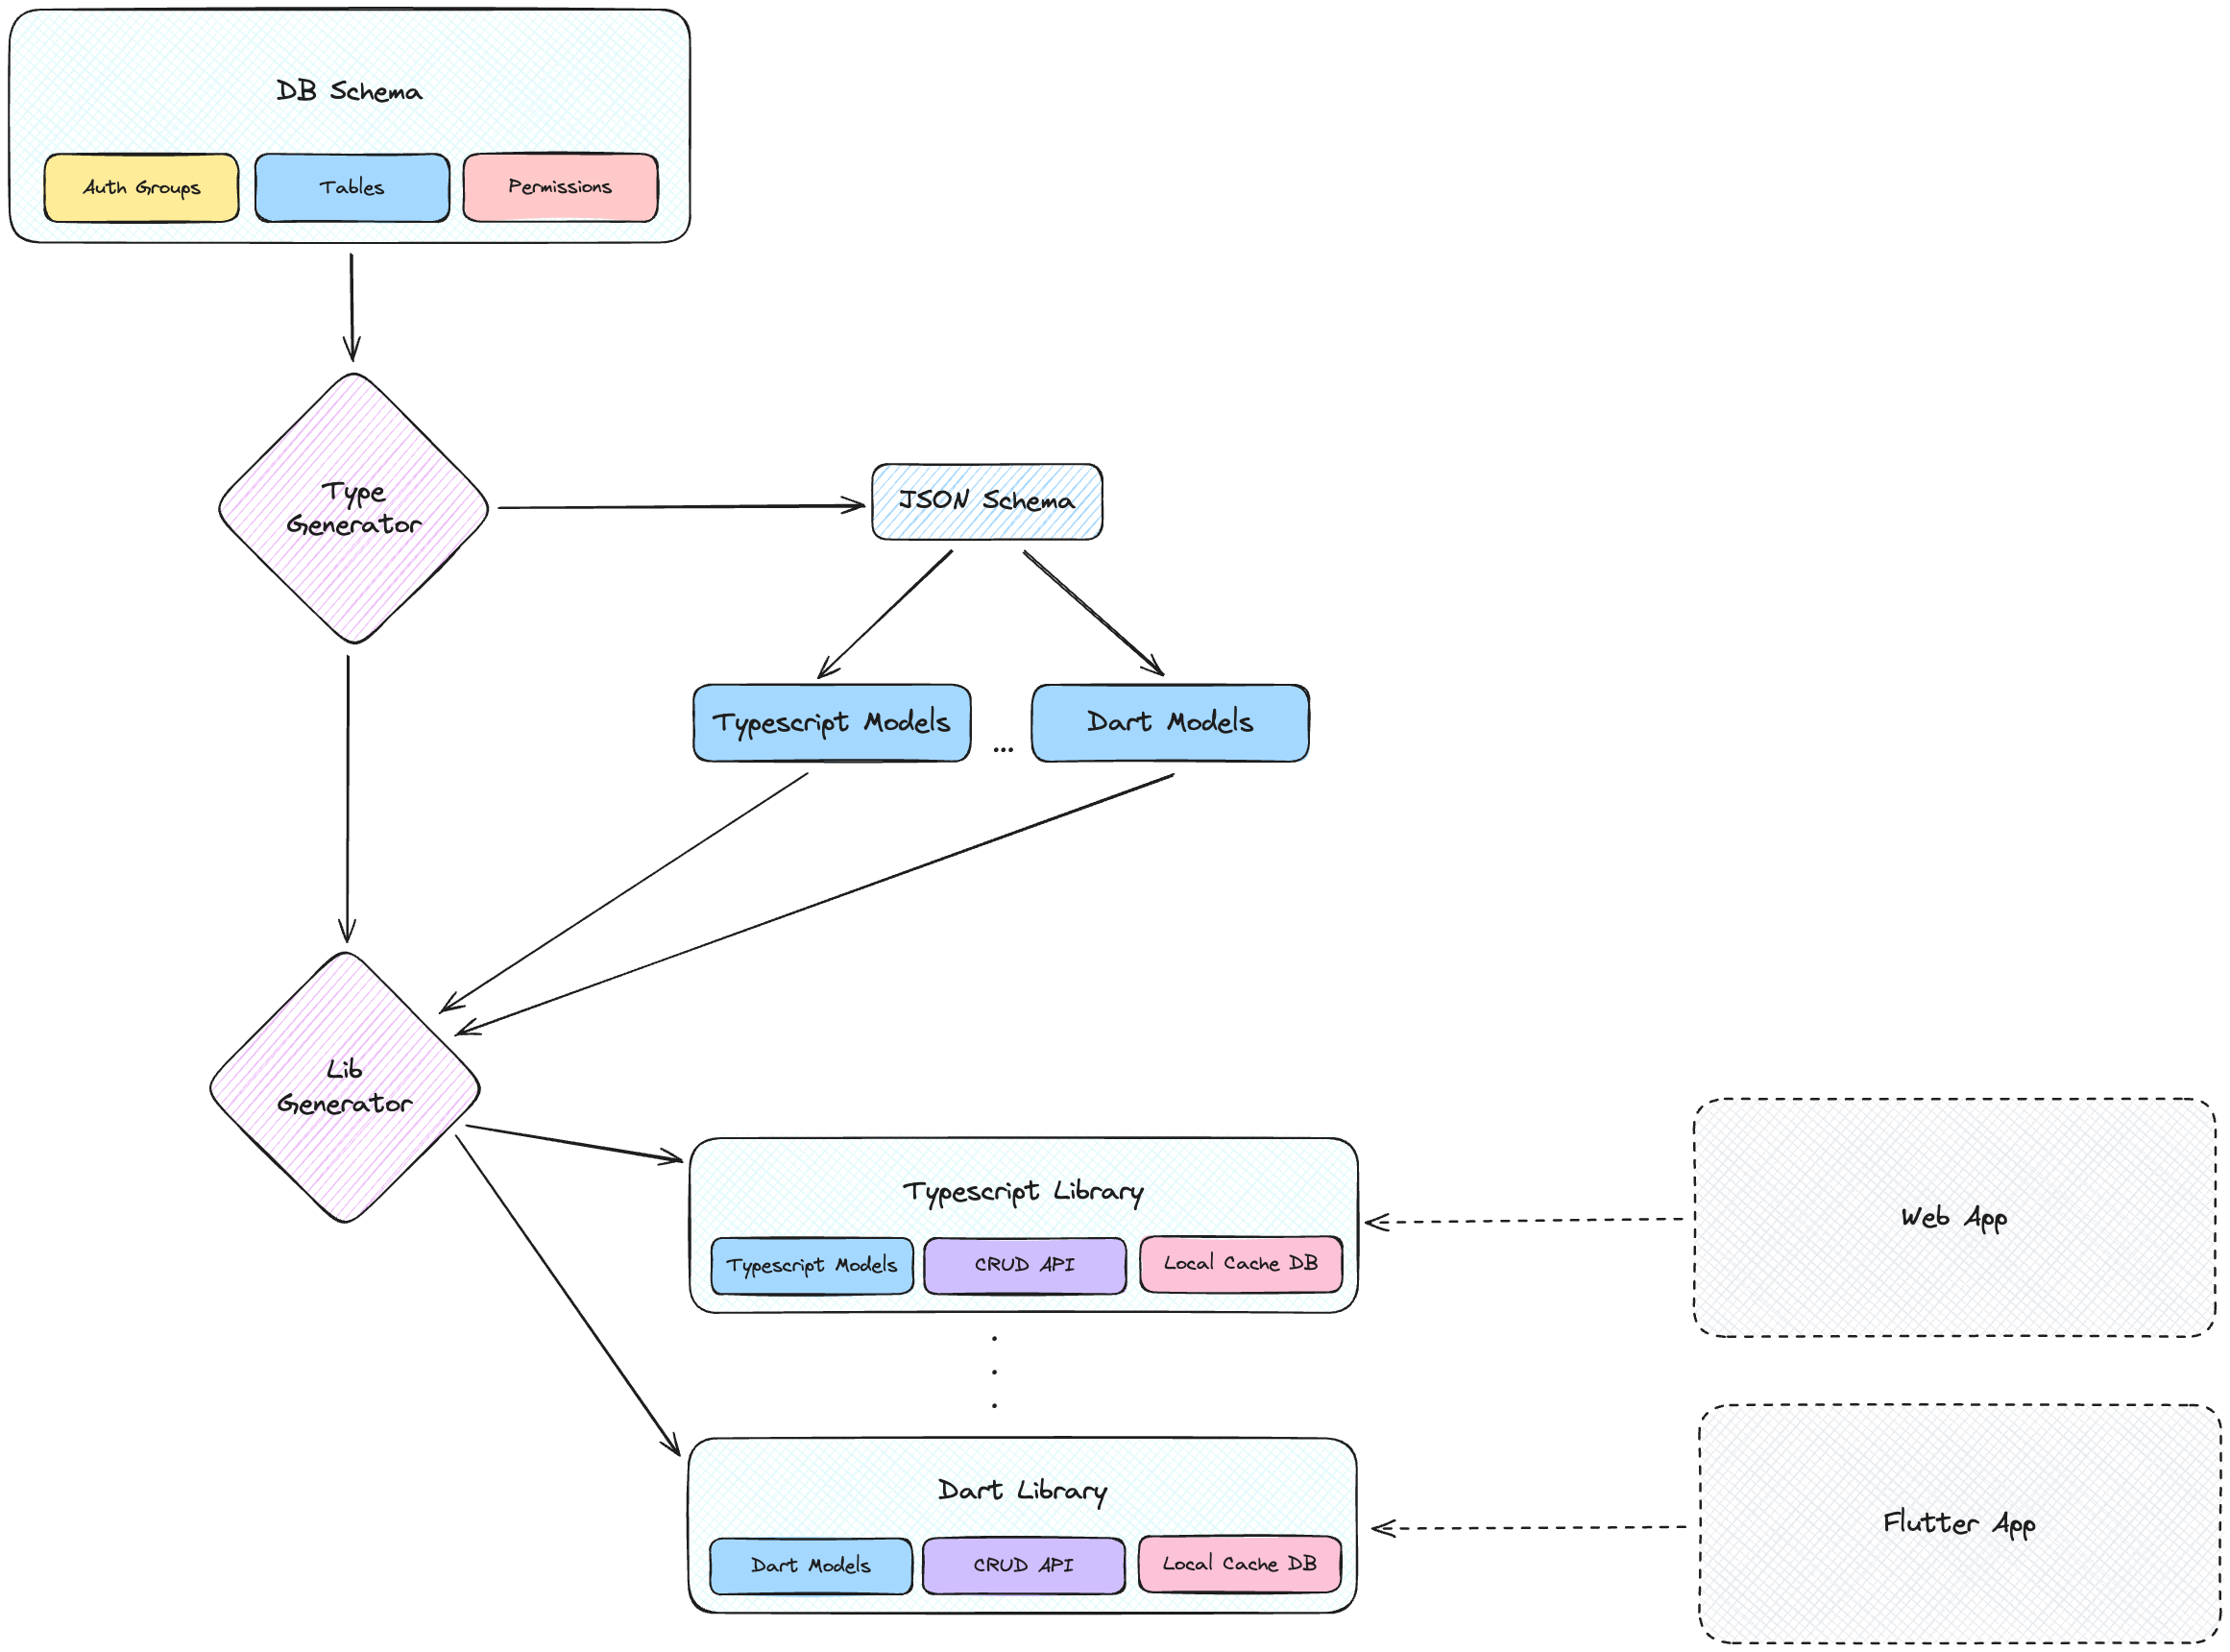 DB Schema
Auth Groups
Tables
Permissions
Type
Generator
JSON Schema
Typescript Models
...
Dart Models
Lib
Generator
Typescript Library
Typescript Models
CRUD API
Local Cache DB
Web App
.
.
.
Dart Library
Dart Models
CRUD API
Local Cache DB
Flutter App